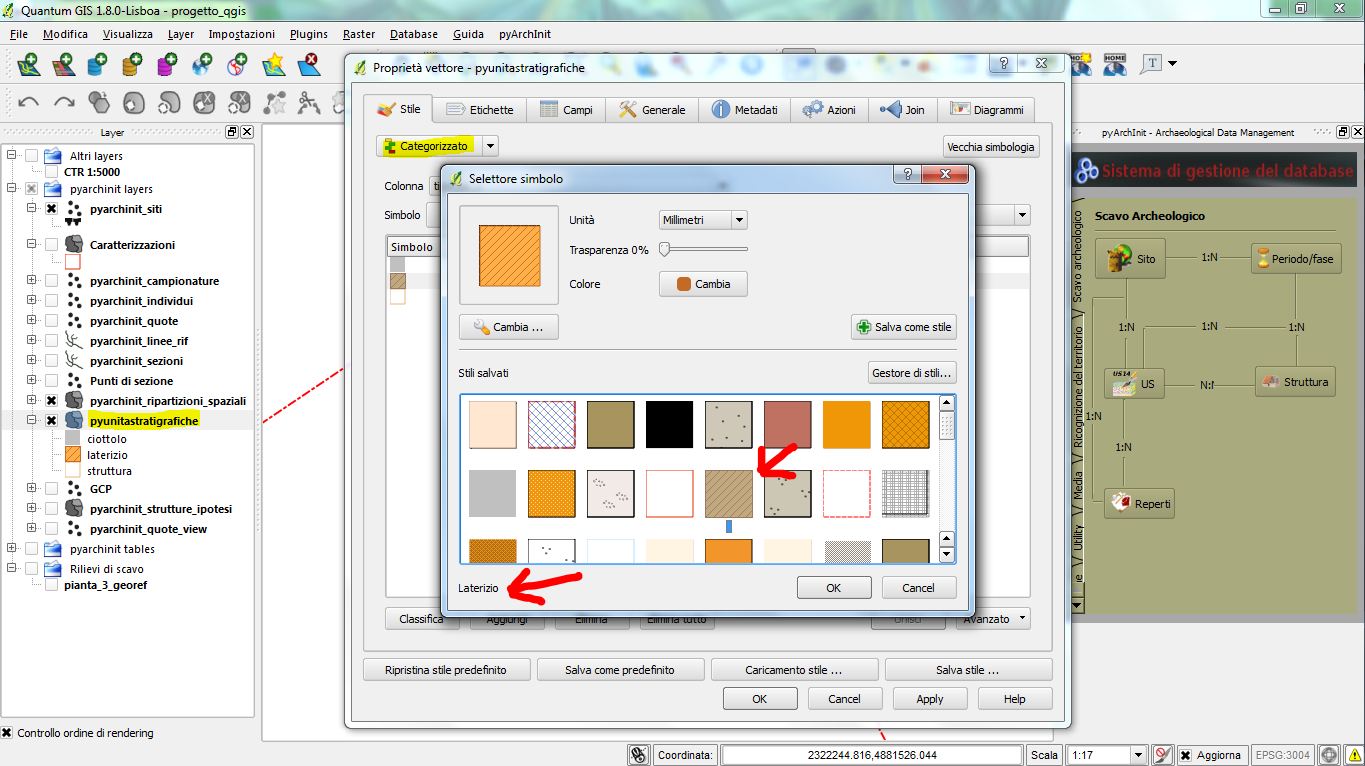 Quantum GIS 1.8.0-Lisboa - progetto_qgis
File Modifica Visualizza Layer Impostazioni Plugins Raster Database Guida pyArchInit
Layer
Altri layers
CTR 1:5000
pyarchinit layers
pyarchinit_siti
Caratterizzazioni
pyarchinit_campionature
pyarchinit_individui
pyarchinit_quote
pyarchinit_linee_rif
pyarchinit_sezioni
Punti di sezione
pyarchinit_ripartizioni_spaziali
pyunitastratigrafiche
ciottolo
laterizio
struttura
GCP
pyarchinit_strutture_ipotesi
pyarchinit_quote_view
pyarchinit tables
Rilievi di scavo
pianta_3_georef
Controllo ordine di rendering
Proprietà vettore - pyunitastratigrafiche
Stile Etichette Campi Generale Metadati Azioni Join Diagrammi
Categorizzato
Vecchia simbologia
Colonna
Simbolo
Simbolo
Selettore simbolo
Unità Millimetri
Trasparenza 0%
Colore Cambia
Cambia ...
Salva come stile
Stili salvati
Gestore di stili...
Laterizio
OK Cancel
Classifica Aggiungi Elimina Elimina tutto Unisci Avanzato
Ripristina stile predefinito Salva come predefinito Caricamento stile ... Salva stile ...
OK Cancel Apply Help
pyArchInit - Archaeological Data Management
Sistema di gestione del database
Scavo archeologico
Ricognizione del territorio
Media
Utility
Scavo Archeologico
Sito 1:N Periodo/fase
1:N 1:N 1:N
US14
US N:f Struttura
1:N
1:N
Reperti
HOME
T
Coordinata: 2322244.816,4881526.044 Scala 1:17 Aggiorna EPSG:3004